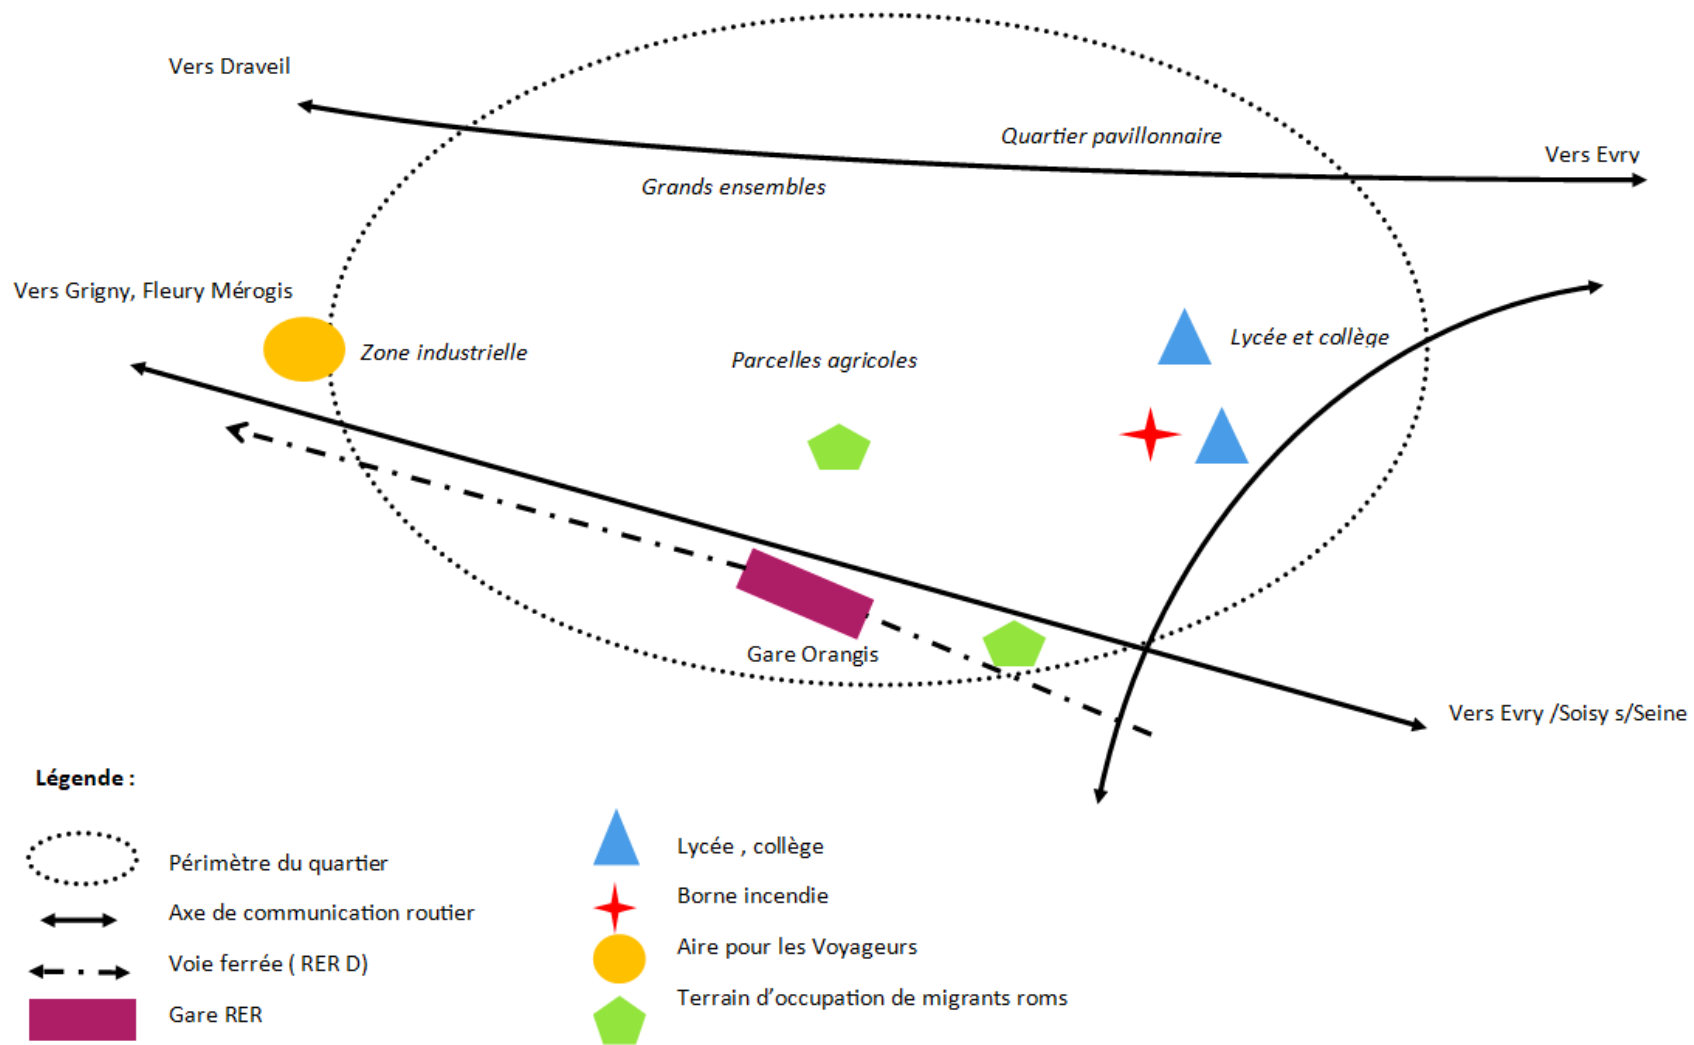 Vers Draveil
Quartier pavillonnaire
Vers Evry
Grands ensembles
Vers Grigny, Fleury Mérogis
Zone industrielle
Parcelles agricoles
Lycée et collège
Gare Orangis
Vers Evry /Soisy s/Seine
Légende :
Périmètre du quartier
Axe de communication routier
Voie ferrée ( RER D)
Gare RER
Lycée , collège
Borne incendie
Aire pour les Voyageurs
Terrain d’occupation de migrants roms